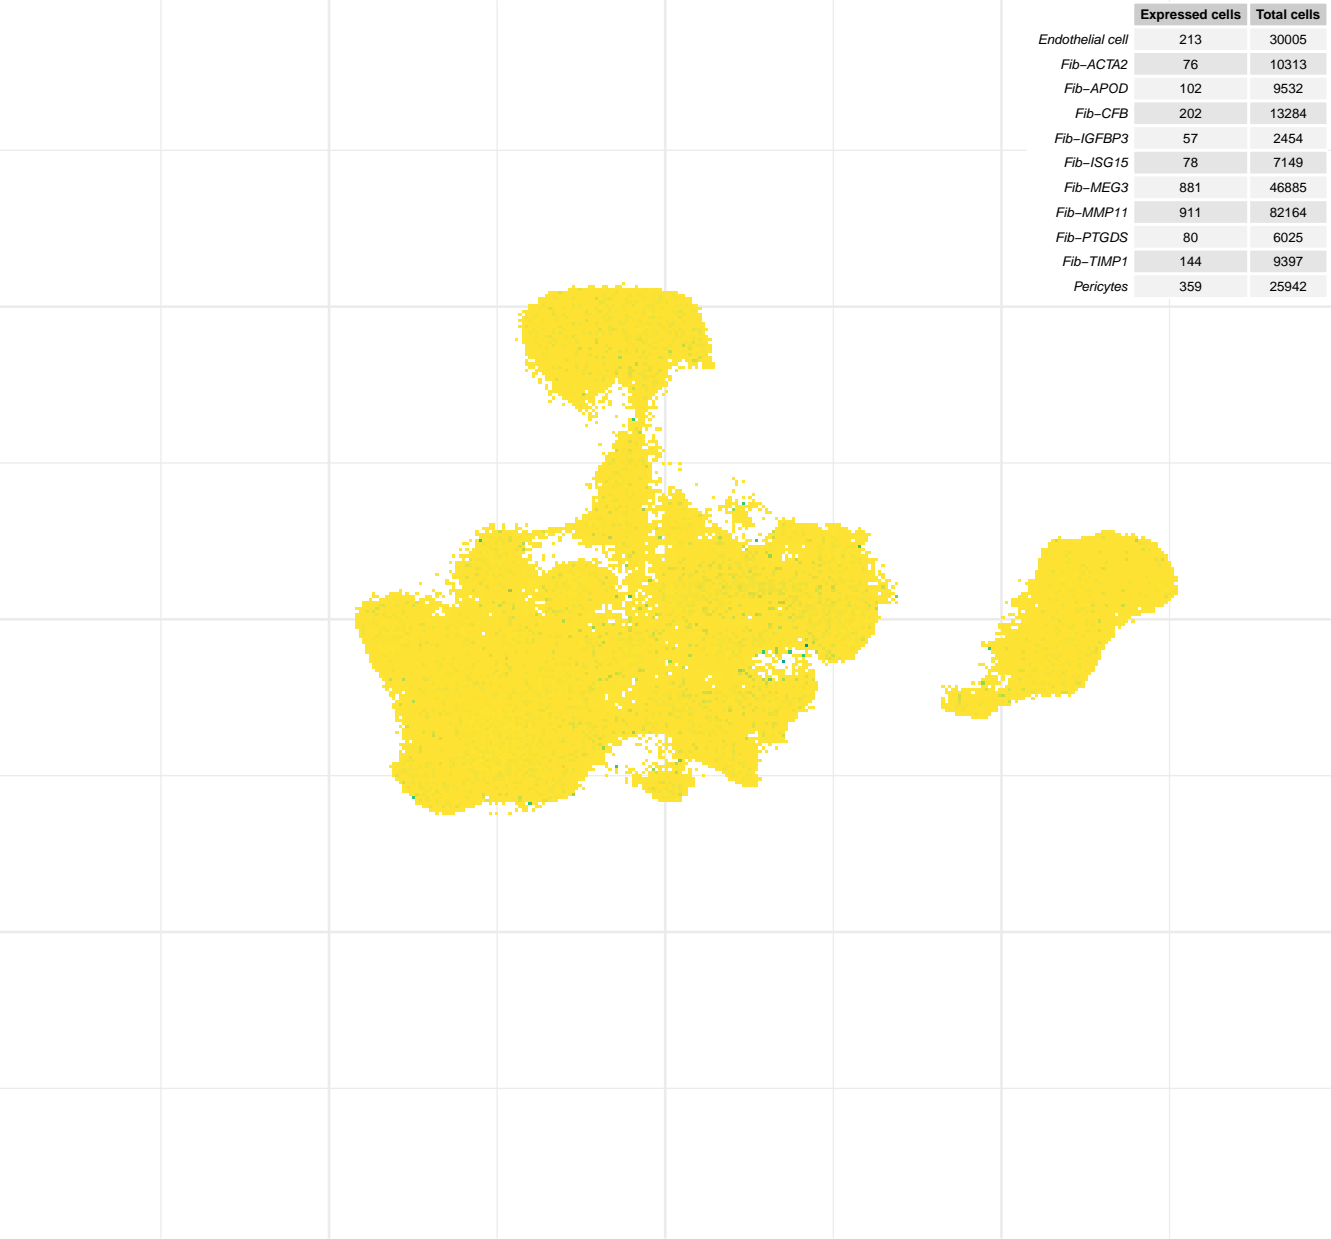 Expressed cells Total cells
Endothelial cell 213 30005
Fib−ACTA2 76 10313
Fib−APOD 102 9532
Fib−CFB 202 13284
Fib−IGFBP3 57 2454
Fib−ISG15 78 7149
Fib−MEG3 881 46885
Fib−MMP11 911 82164
Fib−PTGDS 80 6025
Fib−TIMP1 144 9397
Pericytes 359 25942